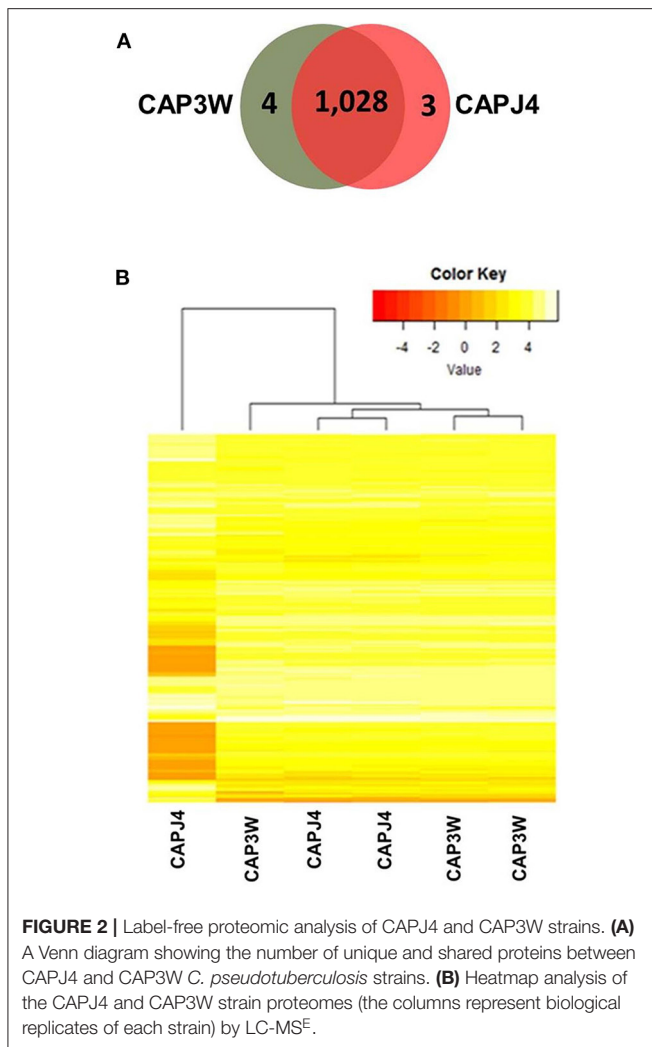 A
CAP3W 4 1,028 3 CAPJ4
B
Color Key
-4 -2 0 2 4
Value
CAPJ4 CAP3W CAPJ4 CAPJ4 CAP3W CAP3W
FIGURE 2 | Label-free proteomic analysis of CAPJ4 and CAP3W strains. (A)
A Venn diagram showing the number of unique and shared proteins between
CAPJ4 and CAP3W C. pseudotuberculosis strains. (B) Heatmap analysis of
the CAPJ4 and CAP3W strain proteomes (the columns represent biological
replicates of each strain) by LC-MSE.